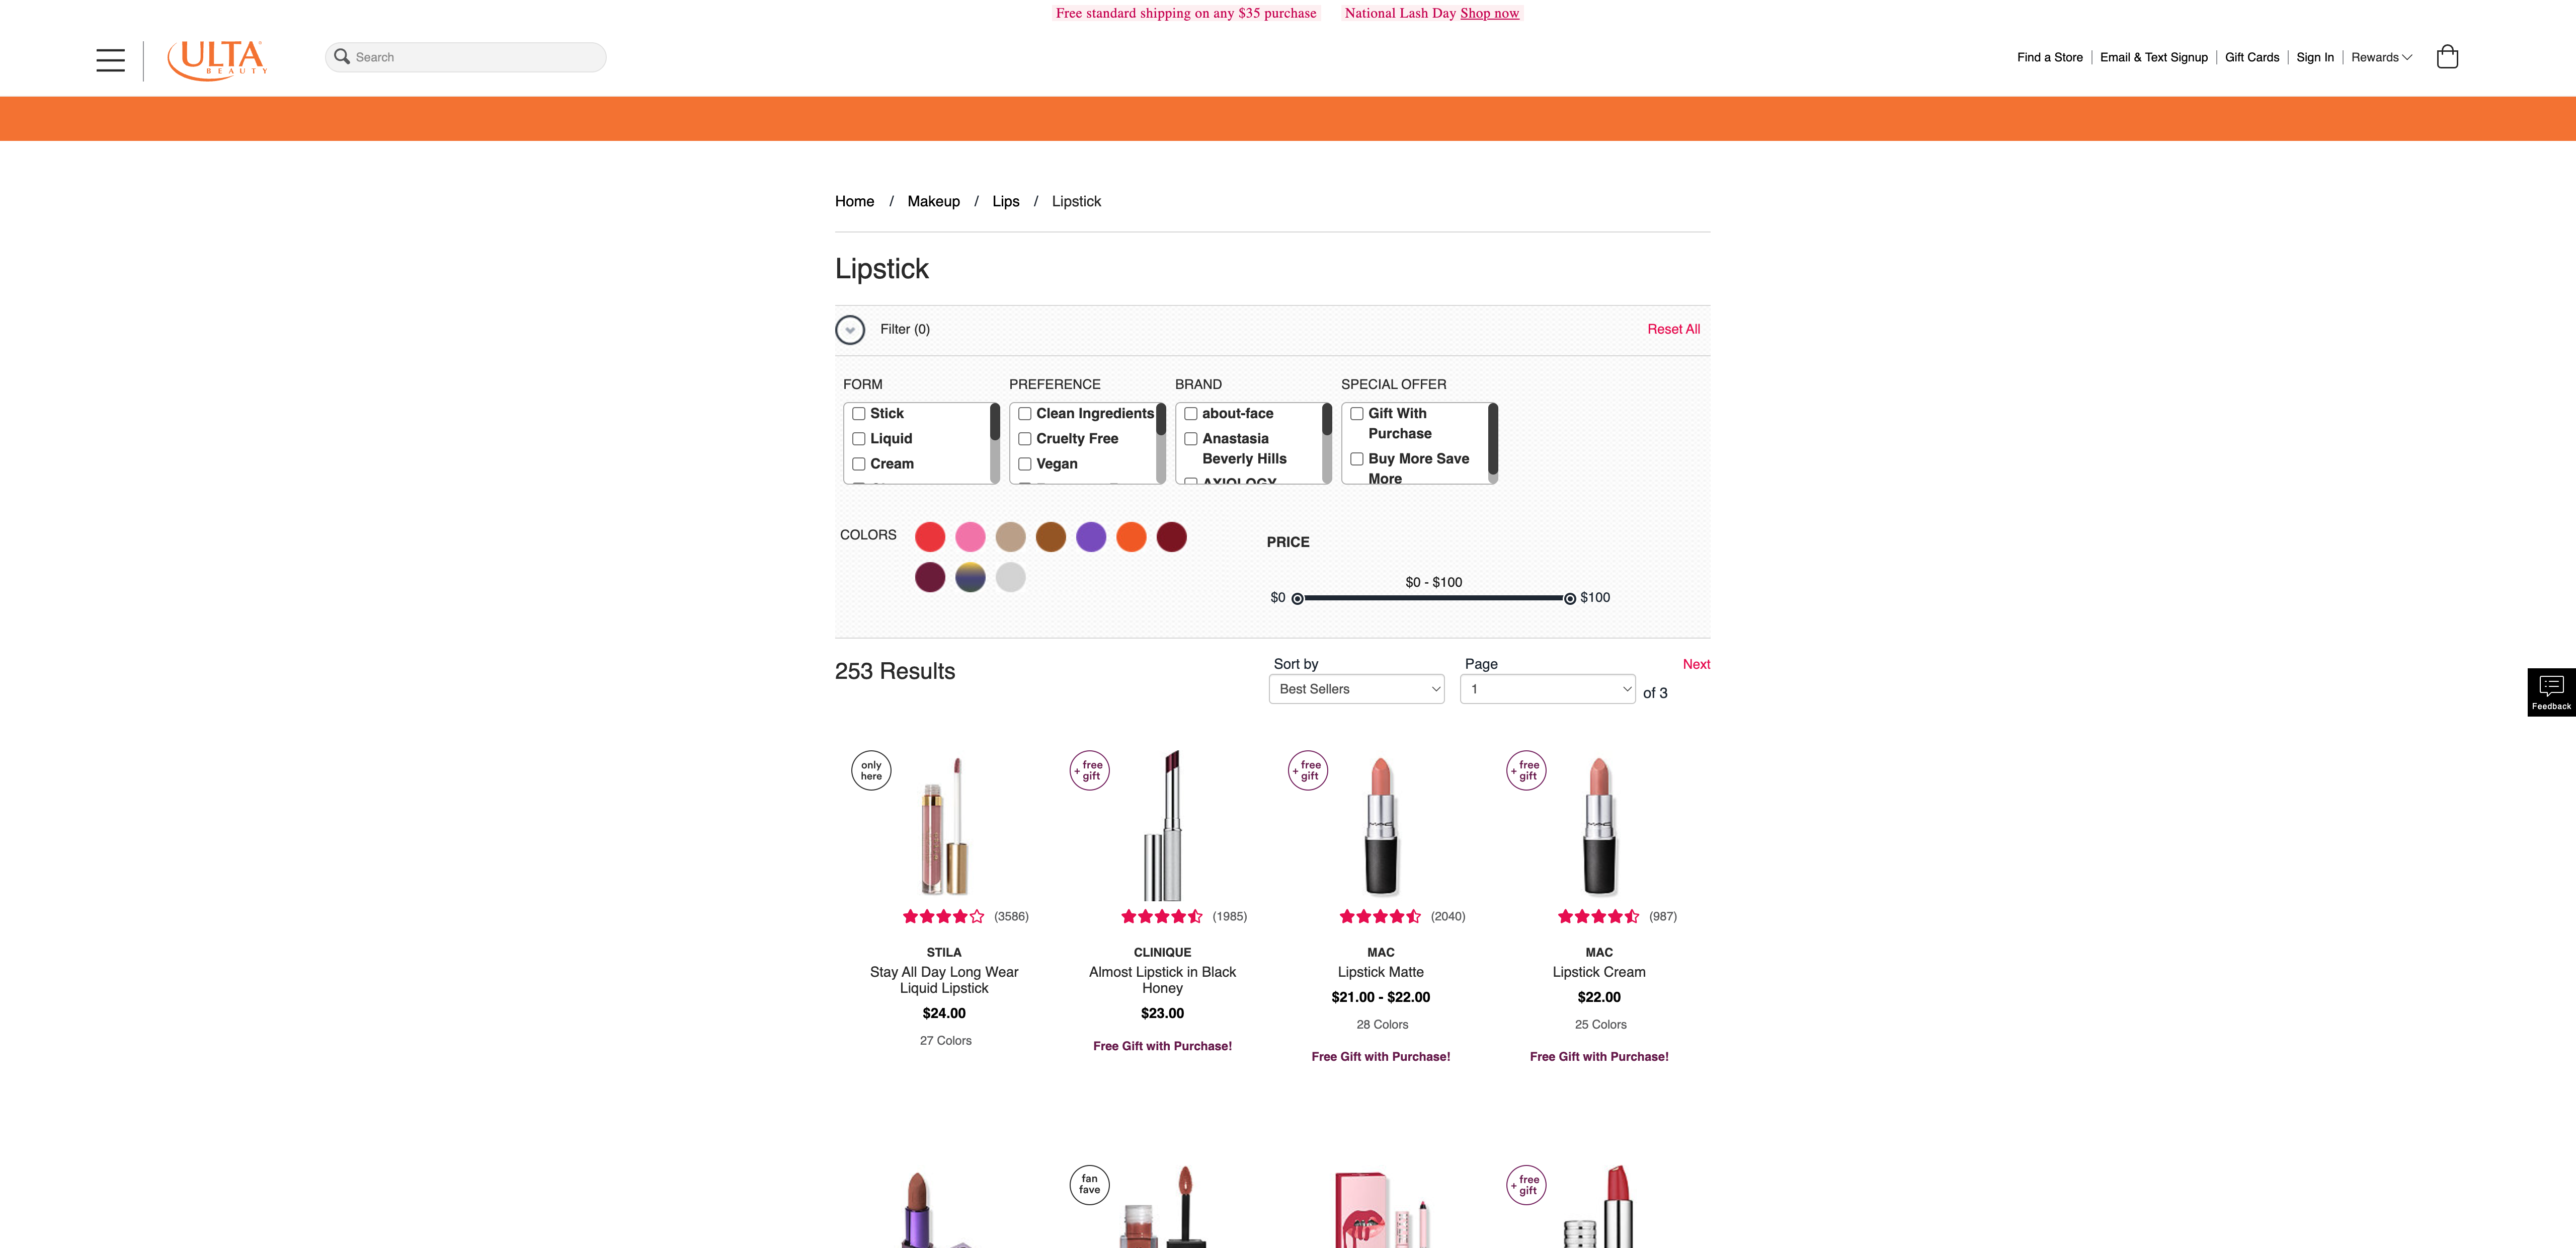 Free standard shipping on any $35 purchase National Lash Day Shop now
ULTA
BEAUTY
Search
Find a Store | Email & Text Signup | Gift Cards | Sign In | Rewards
Home / Makeup / Lips / Lipstick
Lipstick
Filter (0)
Reset All
FORM
Stick
Liquid
Cream
PREFERENCE
Clean Ingredients
Cruelty Free
Vegan
BRAND
about-face
Anastasia
Beverly Hills
AXIOLOGY
SPECIAL OFFER
Gift With
Purchase
Buy More Save
More
COLORS
PRICE
$0 - $100
$0
$100
253 Results
Sort by
Best Sellers
Page
1
of 3
Next
Feedback
only
here
(3586)
STILA
Stay All Day Long Wear
Liquid Lipstick
$24.00
27 Colors
+ free
gift
(1985)
CLINIQUE
Almost Lipstick in Black
Honey
$23.00
Free Gift with Purchase!
+ free
gift
MAC
(2040)
MAC
Lipstick Matte
$21.00 - $22.00
28 Colors
Free Gift with Purchase!
+ free
gift
MAC
(987)
MAC
Lipstick Cream
$22.00
25 Colors
Free Gift with Purchase!
fan
fave
+ free
gift